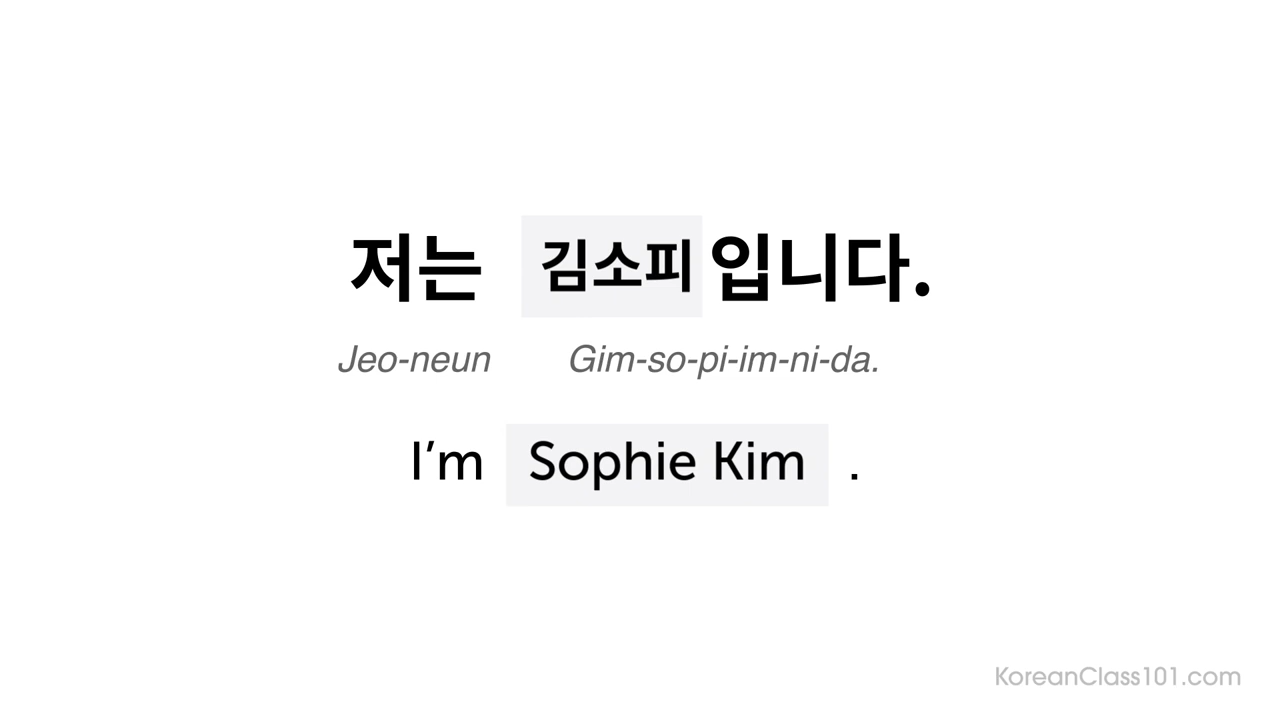 저는 김소피 입니다.
Jeo-neun Gim-so-pi-im-ni-da.
I’m Sophie Kim .
KoreanClass101.com